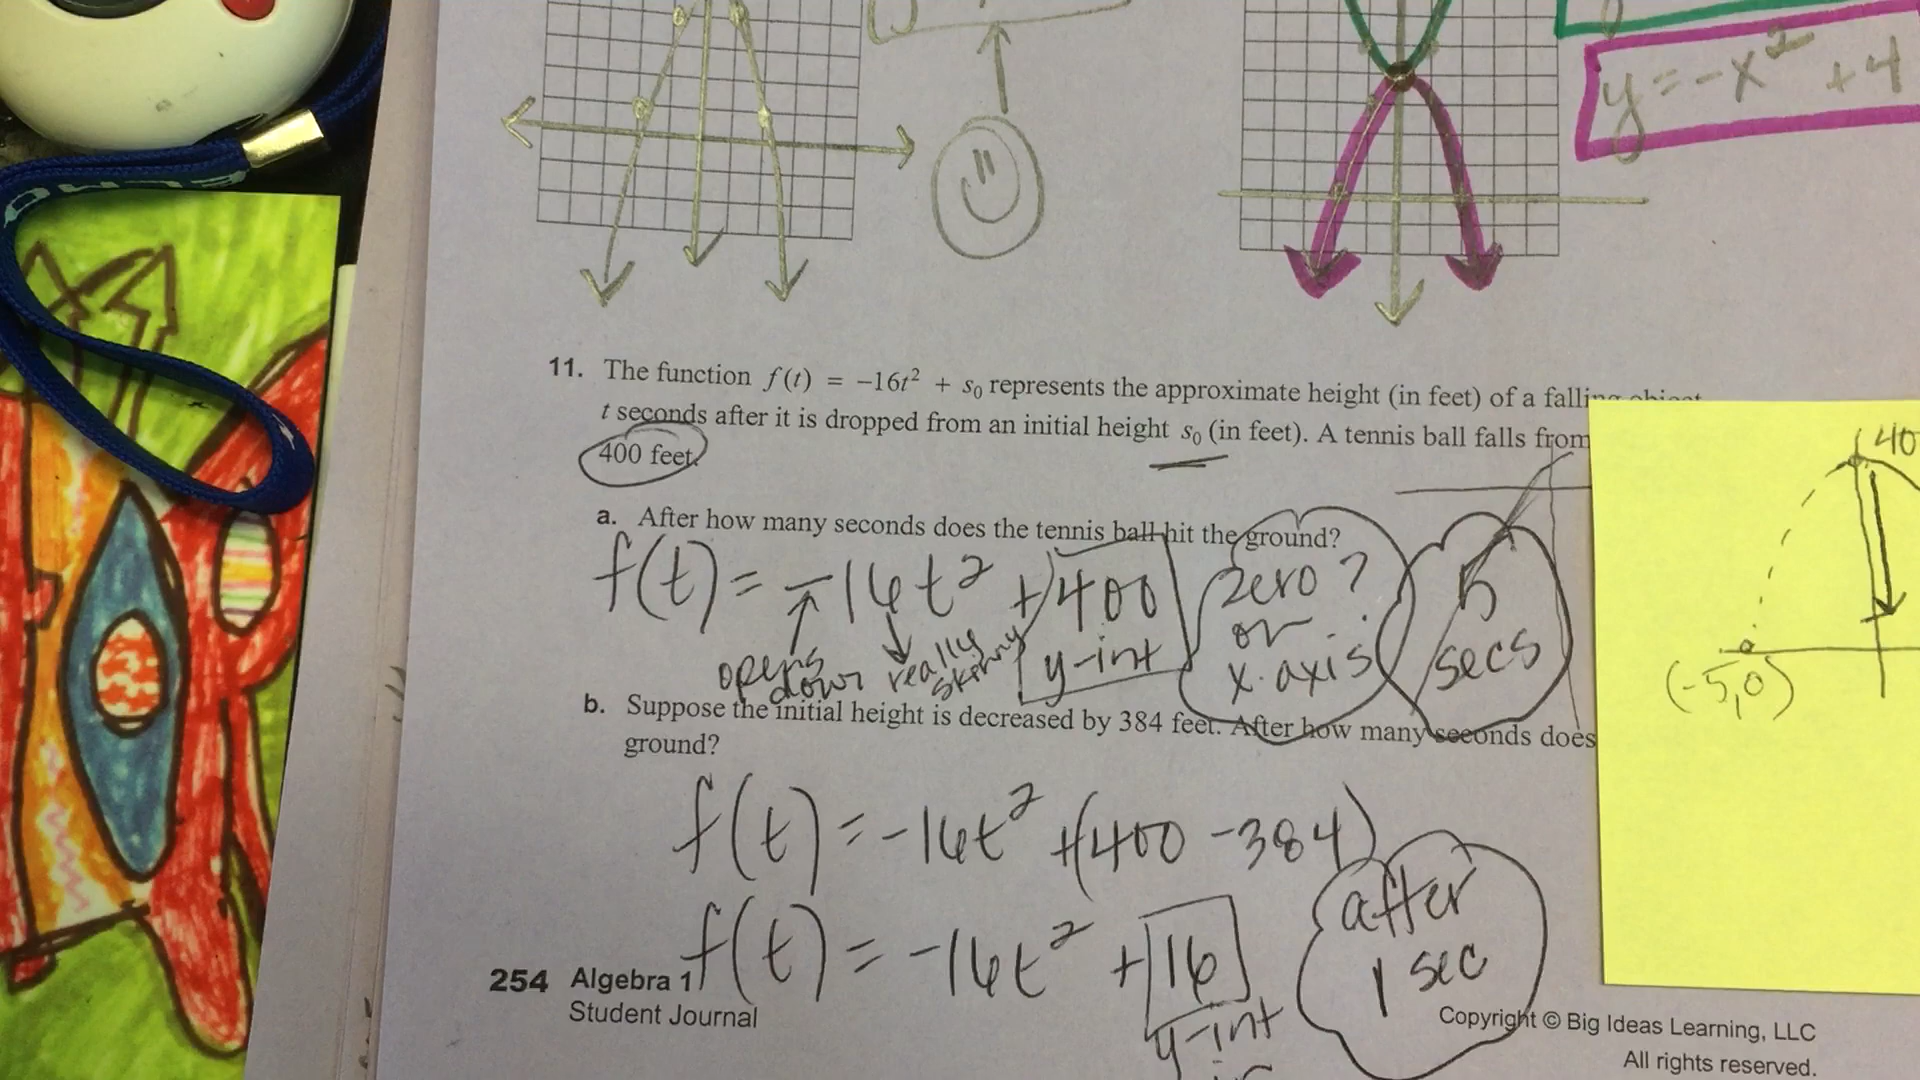 y = -x² + 4
11. The function f(t) = −16t² + s₀ represents the approximate height (in feet) of a falling object
t seconds after it is dropped from an initial height s₀ (in feet). A tennis ball falls from
400 feet.
a. After how many seconds does the tennis ball hit the ground?
f(t) = -16t² + 400
opens down
really skinny
y-int
zero?
or
x-axis
5
secs
b. Suppose the initial height is decreased by 384 feet. After how many seconds does
ground?
f(t) = -16t² + (400 - 384)
f(t) = -16t² + 16
y-int
after
1 sec
(-5,0)
254 Algebra 1
Student Journal
Copyright © Big Ideas Learning, LLC
All rights reserved.